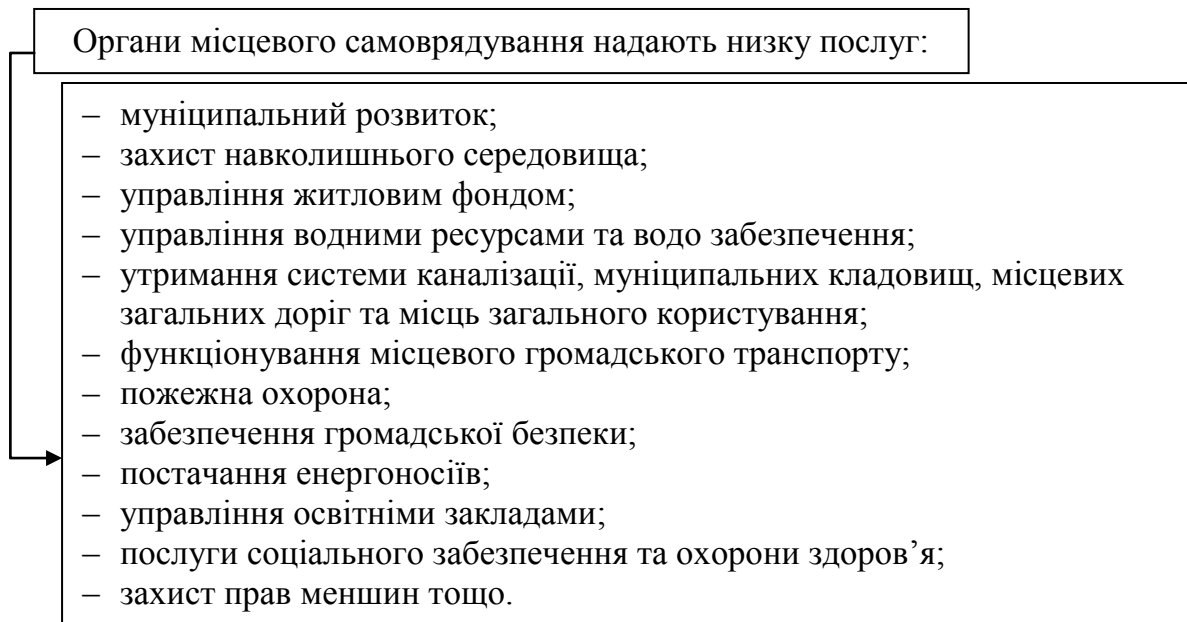 Органи місцевого самоврядування надають низку послуг:
– муніципальний розвиток;
– захист навколишнього середовища;
– управління житловим фондом;
– управління водними ресурсами та водо забезпечення;
– утримання системи каналізації, муніципальних кладовищ, місцевих
загальних доріг та місць загального користування;
– функціонування місцевого громадського транспорту;
– пожежна охорона;
– забезпечення громадської безпеки;
– постачання енергоносіїв;
– управління освітніми закладами;
– послуги соціального забезпечення та охорони здоров’я;
– захист прав меншин тощо.